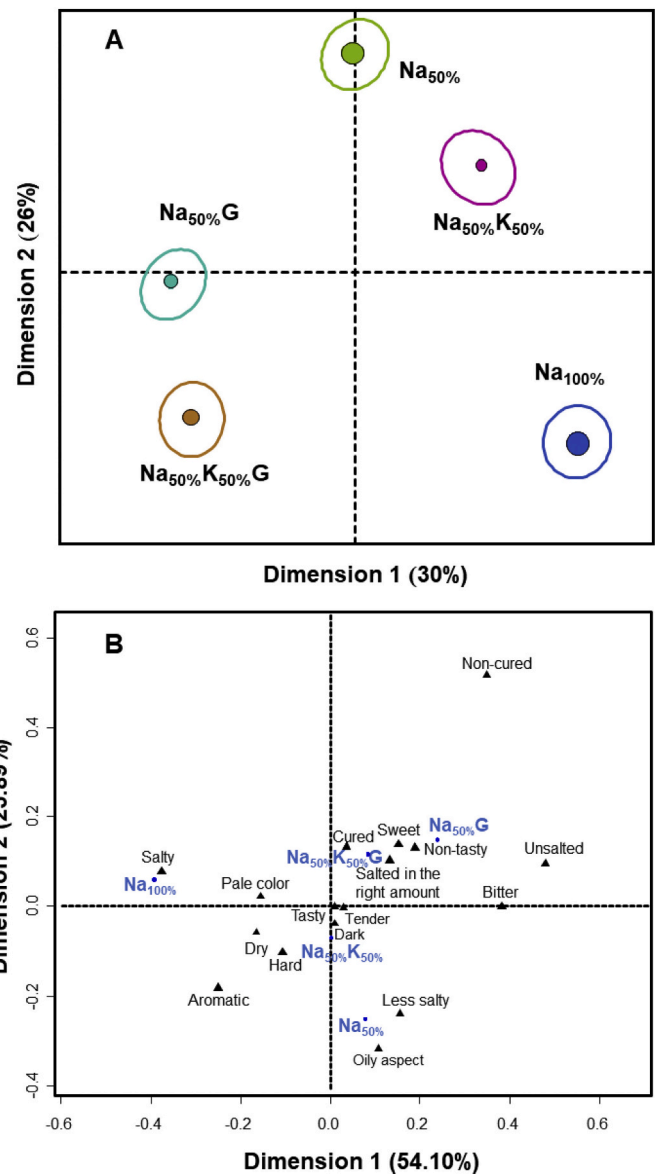 A
Na50%
Na50%K50%
Na50%G
Na100%
Na50%K50%G
Dimension 2 (26%)
Dimension 1 (30%)
B
0.6
0.4
0.2
0.0
-0.2
-0.4
Dimension 2
Non-cured
Cured
Sweet
Na50%G
Non-tasty
Na50%K50%G
Salted in the
right amount
Unsalted
Salty
Na100%
Pale color
Bitter
Tasty
Tender
Dark
Dry
Hard
Na50%K50%
Aromatic
Less salty
Na50%
Oily aspect
-0.6
-0.4
-0.2
0.0
0.2
0.4
0.6
Dimension 1 (54.10%)